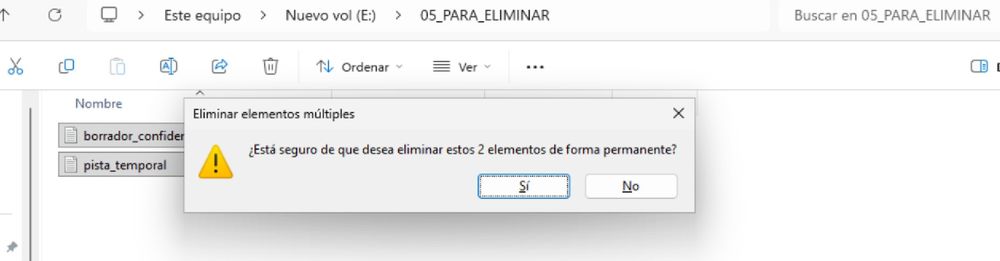 Este equipo > Nuevo vol (E:) > 05_PARA_ELIMINAR
Buscar en 05_PARA_ELIMINAR
Ordenar
Ver
Nombre
Eliminar elementos múltiples
borrador_confider
¿Está seguro de que desea eliminar estos 2 elementos de forma permanente?
pista_temporal
Sí
No